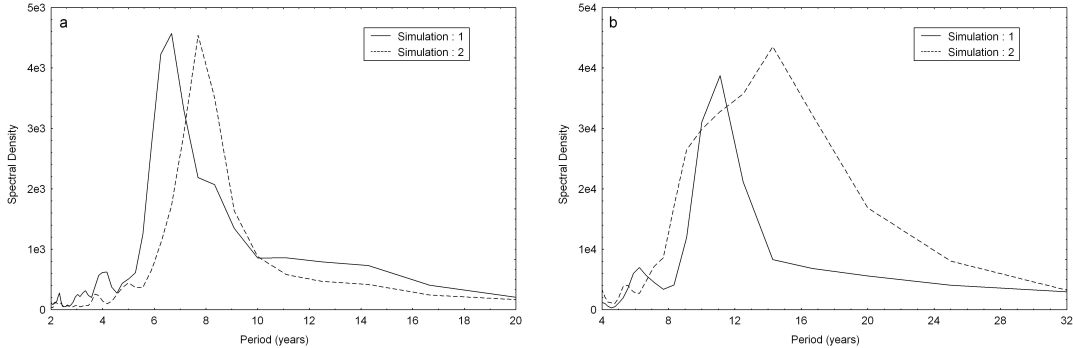 a
5e3
4e3
3e3
2e3
1e3
0
Spectral Density
2 4 6 8 10 12 14 16 18 20
Period (years)
Simulation : 1
Simulation : 2
b
5e4
4e4
3e4
2e4
1e4
0
Spectral Density
4 8 12 16 20 24 28 32
Period (years)
Simulation : 1
Simulation : 2